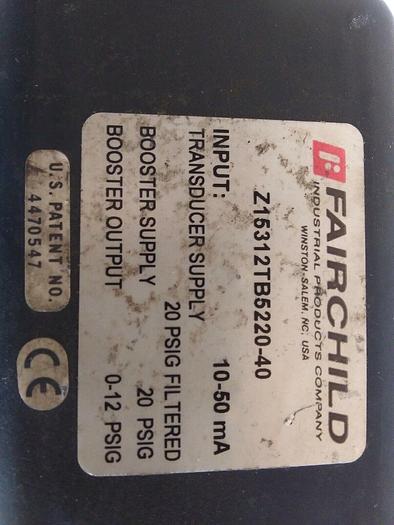 FAIRCHILD
INDUSTRIAL PRODUCTS COMPANY
WINSTON-SALEM, NC, USA
Z15312TB5220-40
INPUT: 10-50 mA
TRANSDUCER SUPPLY
20 PSIG FILTERED
BOOSTER SUPPLY 20 PSIG
BOOSTER OUTPUT 0-12 PSIG
U.S. PATENT NO.
4470547
CE